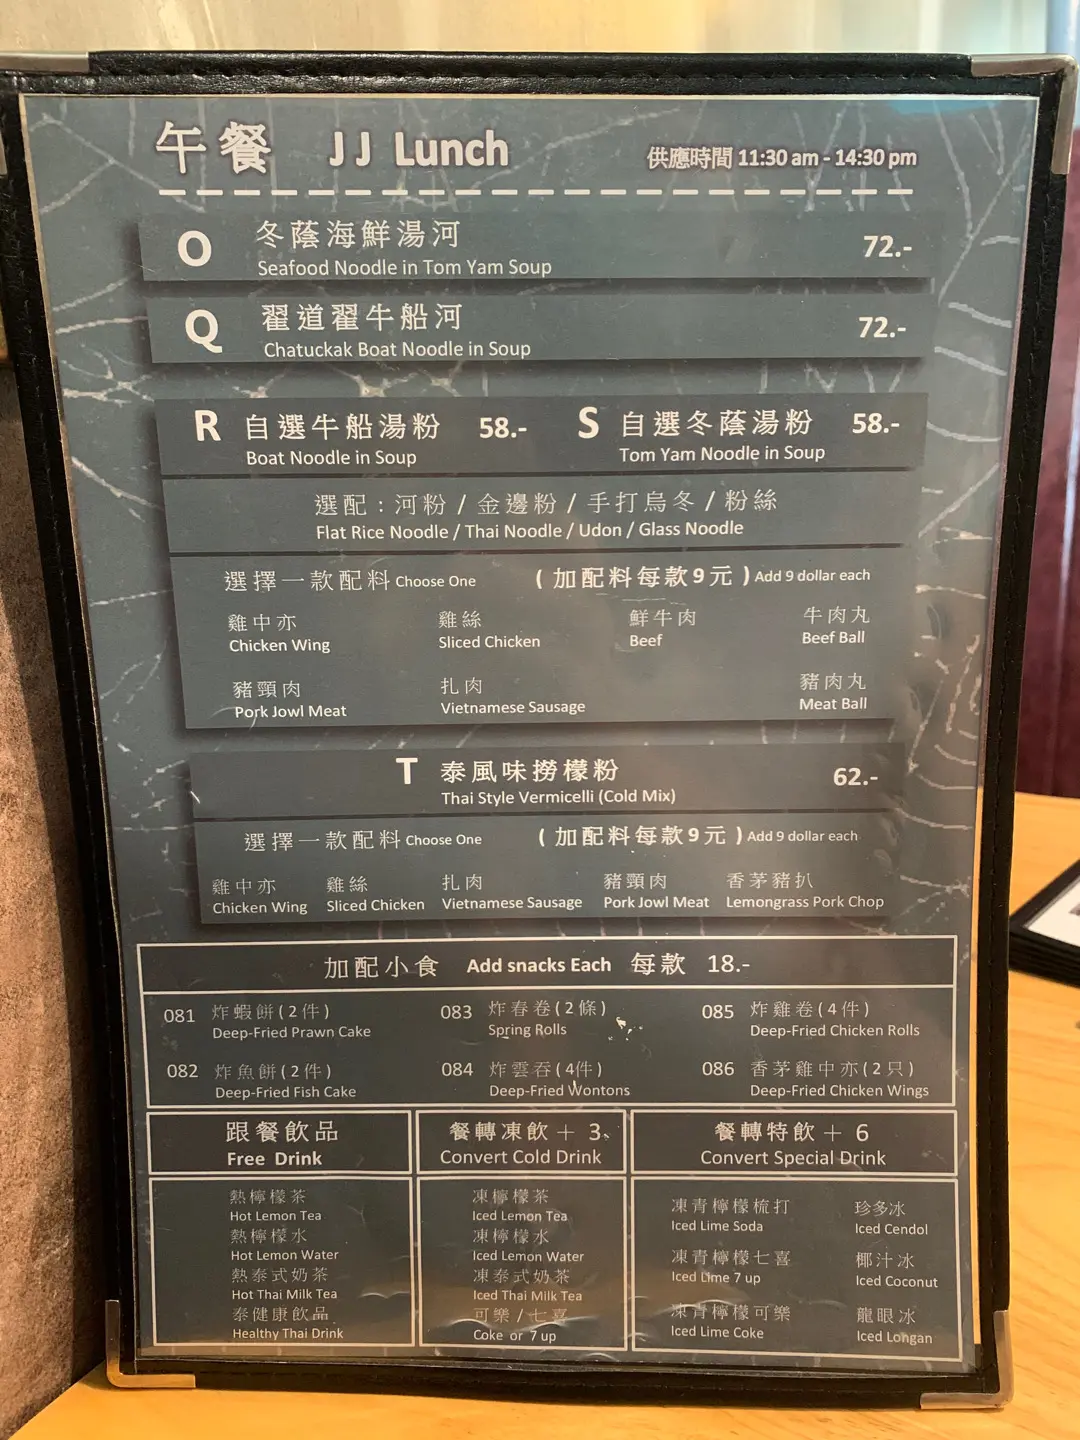 午餐 JJ Lunch 供應時間 11:30 am - 14:30 pm
O 冬蔭海鮮湯河 72.-
Seafood Noodle in Tom Yam Soup
Q 翟道翟牛船河 72.-
Chatuckak Boat Noodle in Soup
R 自選牛船湯粉 58.- S 自選冬蔭湯粉 58.-
Boat Noodle in Soup Tom Yam Noodle in Soup
選配：河粉 / 金邊粉 / 手打烏冬 / 粉絲
Flat Rice Noodle / Thai Noodle / Udon / Glass Noodle
選擇一款配料 Choose One ( 加配料每款9元 ) Add 9 dollar each
雞中亦 雞絲 鮮牛肉 牛肉丸
Chicken Wing Sliced Chicken Beef Beef Ball
豬頸肉 扎肉 豬肉丸
Pork Jowl Meat Vietnamese Sausage Meat Ball
T 泰風味撈檬粉 62.-
Thai Style Vermicelli (Cold Mix)
選擇一款配料 Choose One ( 加配料每款9元 ) Add 9 dollar each
雞中亦 雞絲 扎肉 豬頸肉 香茅豬扒
Chicken Wing Sliced Chicken Vietnamese Sausage Pork Jowl Meat Lemongrass Pork Chop
加配小食 Add snacks Each 每款 18.-
081 炸蝦餅(2件) 083 炸春卷(2條) 085 炸雞卷(4件)
Deep-Fried Prawn Cake Spring Rolls Deep-Fried Chicken Rolls
082 炸魚餅(2件) 084 炸雲吞(4件) 086 香茅雞中亦(2只)
Deep-Fried Fish Cake Deep-Fried Wontons Deep-Fried Chicken Wings
跟餐飲品 餐轉凍飲 + 3 餐轉特飲 + 6
Free Drink Convert Cold Drink Convert Special Drink
熱檸檬茶
Hot Lemon Tea
熱檸檬水
Hot Lemon Water
熱泰式奶茶
Hot Thai Milk Tea
泰健康飲品
Healthy Thai Drink
凍檸檬茶
Iced Lemon Tea
凍檸檬水
Iced Lemon Water
凍泰式奶茶
Iced Thai Milk Tea
可樂 / 七喜
Coke or 7 up
凍青檸檬梳打 珍多冰
Iced Lime Soda Iced Cendol
凍青檸檬七喜 椰汁冰
Iced Lime 7 up Iced Coconut
凍青檸檬可樂 龍眼冰
Iced Lime Coke Iced Longan